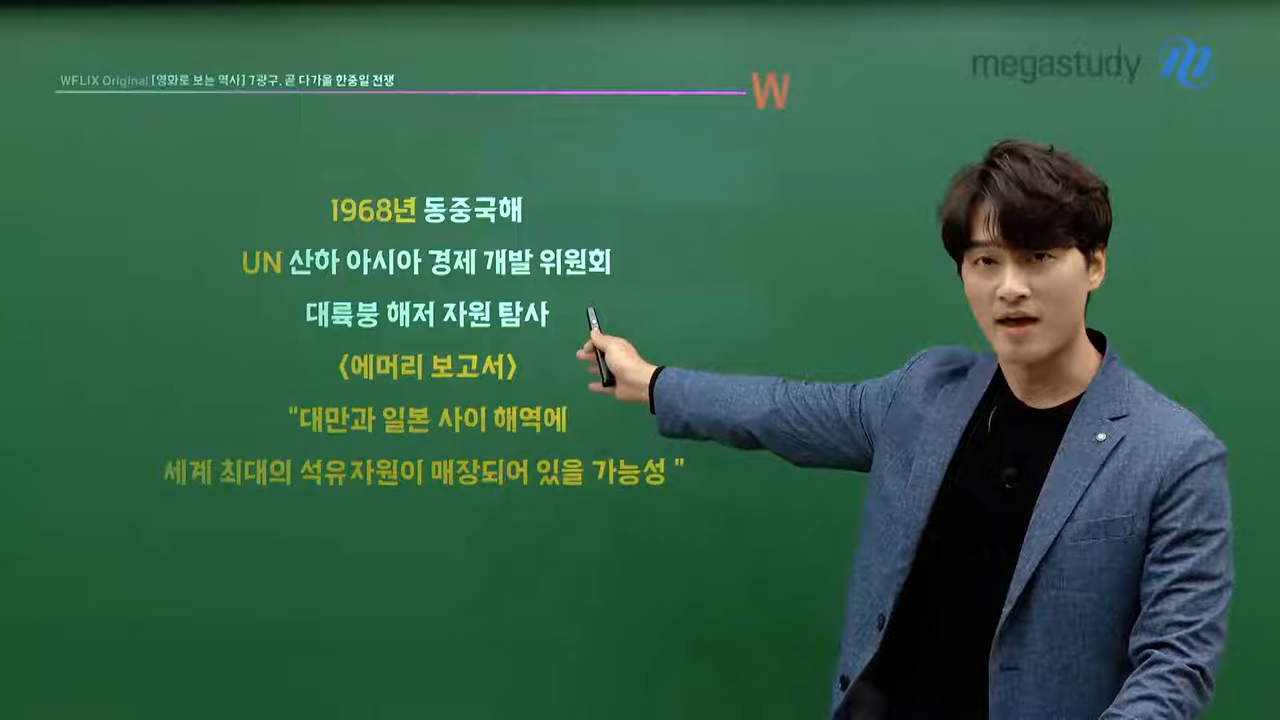 WFLIX Original [영화로 보는 역사] 7광구, 곧 다가올 한중일 전쟁
W
megastudy
1968년 동중국해
UN 산하 아시아 경제 개발 위원회
대륙붕 해저 자원 탐사
<에머리 보고서>
"대만과 일본 사이 해역에
세계 최대의 석유자원이 매장되어 있을 가능성 "